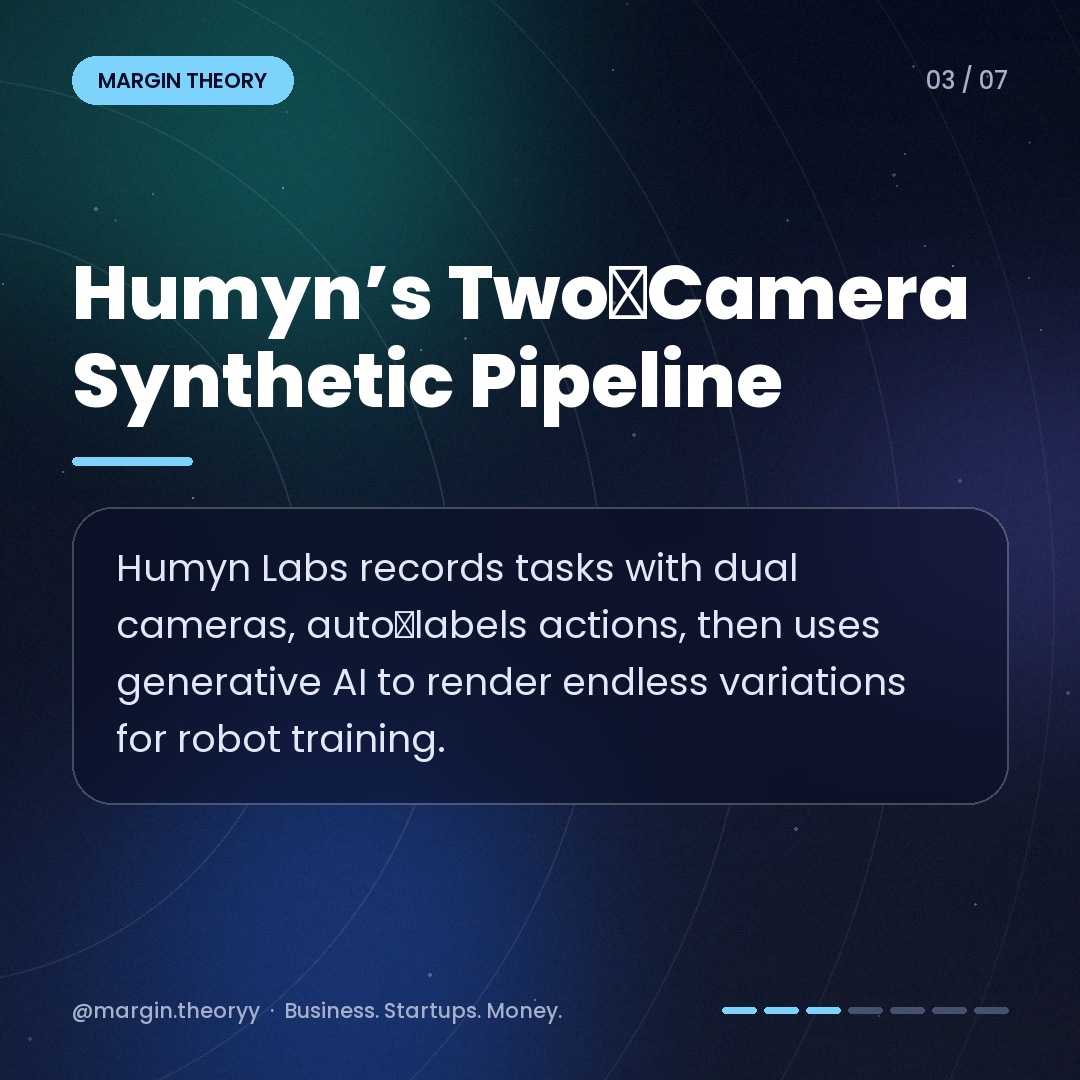 MARGIN THEORY
03 / 07
Humyn’s Two☒Camera
Synthetic Pipeline
Humyn Labs records tasks with dual
cameras, auto☒labels actions, then uses
generative AI to render endless variations
for robot training.
@margin.theoryy · Business. Startups. Money.